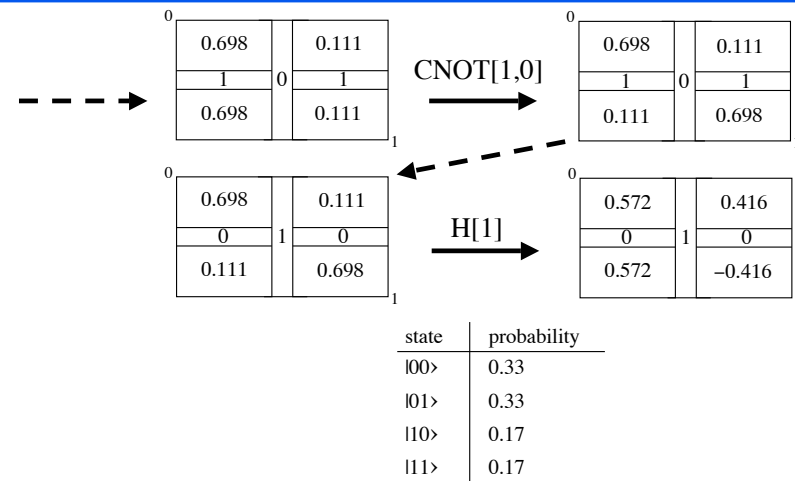 0
0.698 0.111 0.698 0.111
1 0 1 CNOT[1,0] 1 0 1
0.698 0.111 0.111 0.698
1
0 0
0.698 0.111 0.572 0.416
0 1 0 H[1] 0 1 0
0.111 0.698 0.572 −0.416
1
state probability
|00› 0.33
|01› 0.33
|10› 0.17
|11› 0.17